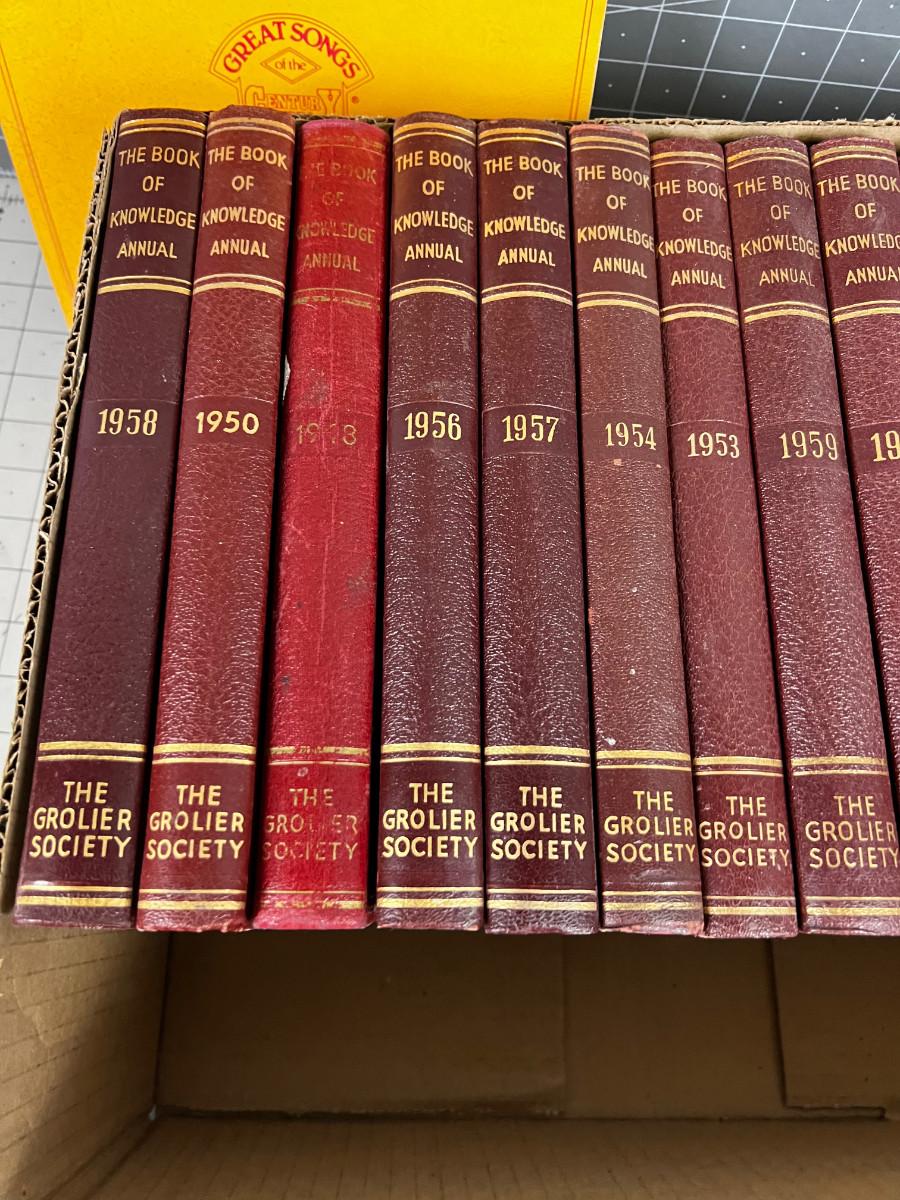 GREAT SONGS
of the
CENTURY
THE BOOK
OF
KNOWLEDGE
ANNUAL
1958
THE
GROLIER
SOCIETY
THE BOOK
OF
KNOWLEDGE
ANNUAL
1950
THE
GROLIER
SOCIETY
THE BOOK
OF
KNOWLEDGE
ANNUAL
THE
GROLIER
SOCIETY
THE BOOK
OF
KNOWLEDGE
ANNUAL
1956
THE
GROLIER
SOCIETY
THE BOOK
OF
KNOWLEDGE
ANNUAL
1957
THE
GROLIER
SOCIETY
THE BOOK
OF
KNOWLEDGE
ANNUAL
1954
THE
GROLIER
SOCIETY
THE BOOK
OF
KNOWLEDGE
ANNUAL
1953
THE
GROLIER
SOCIETY
THE BOOK
OF
KNOWLEDGE
ANNUAL
1959
THE
GROLIER
SOCIETY
THE BOOK
OF
KNOWLEDG
ANNUA
19